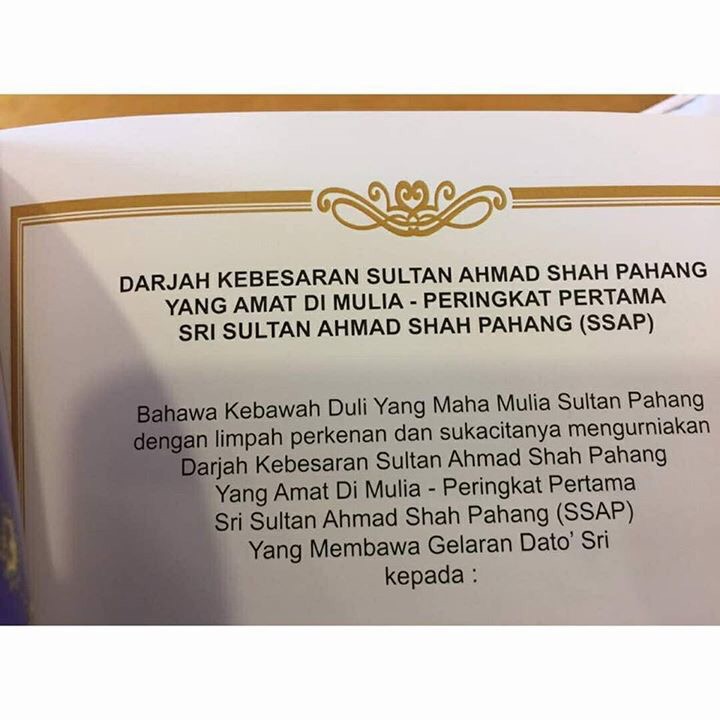 DARJAH KEBESARAN SULTAN AHMAD SHAH PAHANG
YANG AMAT DI MULIA - PERINGKAT PERTAMA
SRI SULTAN AHMAD SHAH PAHANG (SSAP)
Bahawa Kebawah Duli Yang Maha Mulia Sultan Pahang
dengan limpah perkenan dan sukacitanya mengurniakan
Darjah Kebesaran Sultan Ahmad Shah Pahang
Yang Amat Di Mulia - Peringkat Pertama
Sri Sultan Ahmad Shah Pahang (SSAP)
Yang Membawa Gelaran Dato' Sri
kepada :